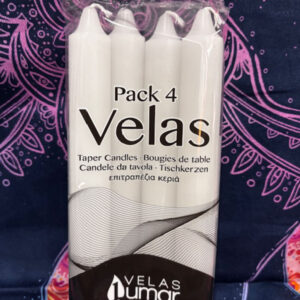 Pack 4
Velas
Taper Candles · Bougies de table
Candele da tavola · Tischkerzen
επιτραπέζια κεριά
VELAS
lumar